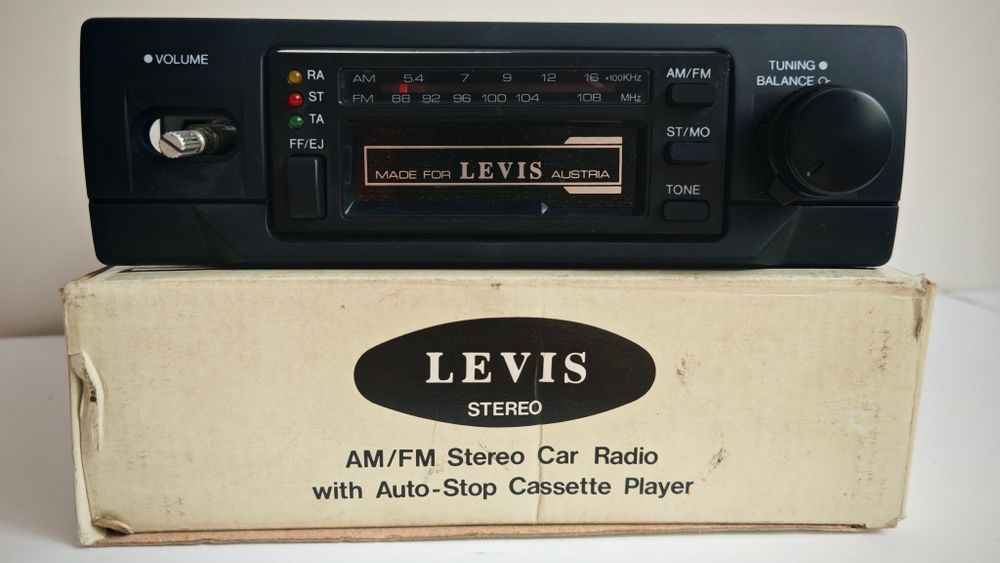 VOLUME
RA
ST
TA
FF/EJ
AM 5.4 7 9 12 16 ×100KHz
FM 88 92 96 100 104 108 MHz
MADE FOR LEVIS AUSTRIA
AM/FM
ST/MO
TONE
TUNING
BALANCE
LEVIS
STEREO
AM/FM Stereo Car Radio
with Auto-Stop Cassette Player